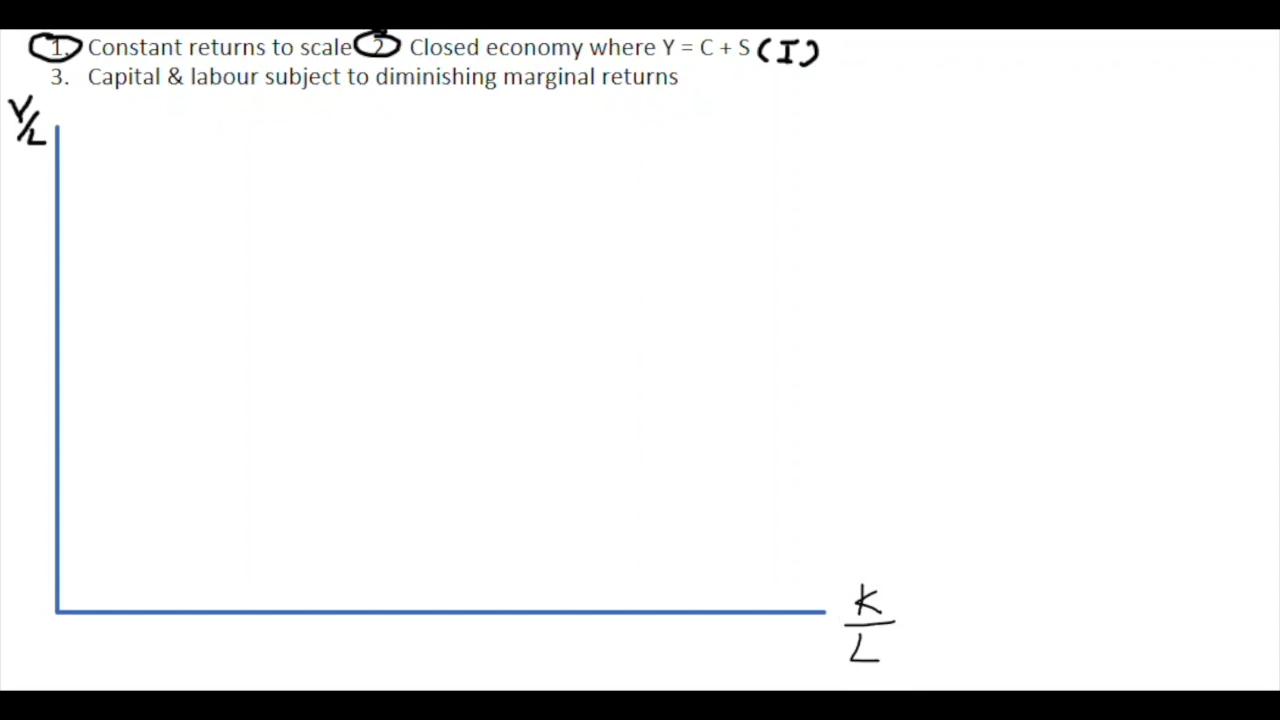 1. Constant returns to scale 2. Closed economy where Y = C + S (I)
3. Capital & labour subject to diminishing marginal returns
Y/L
K
L